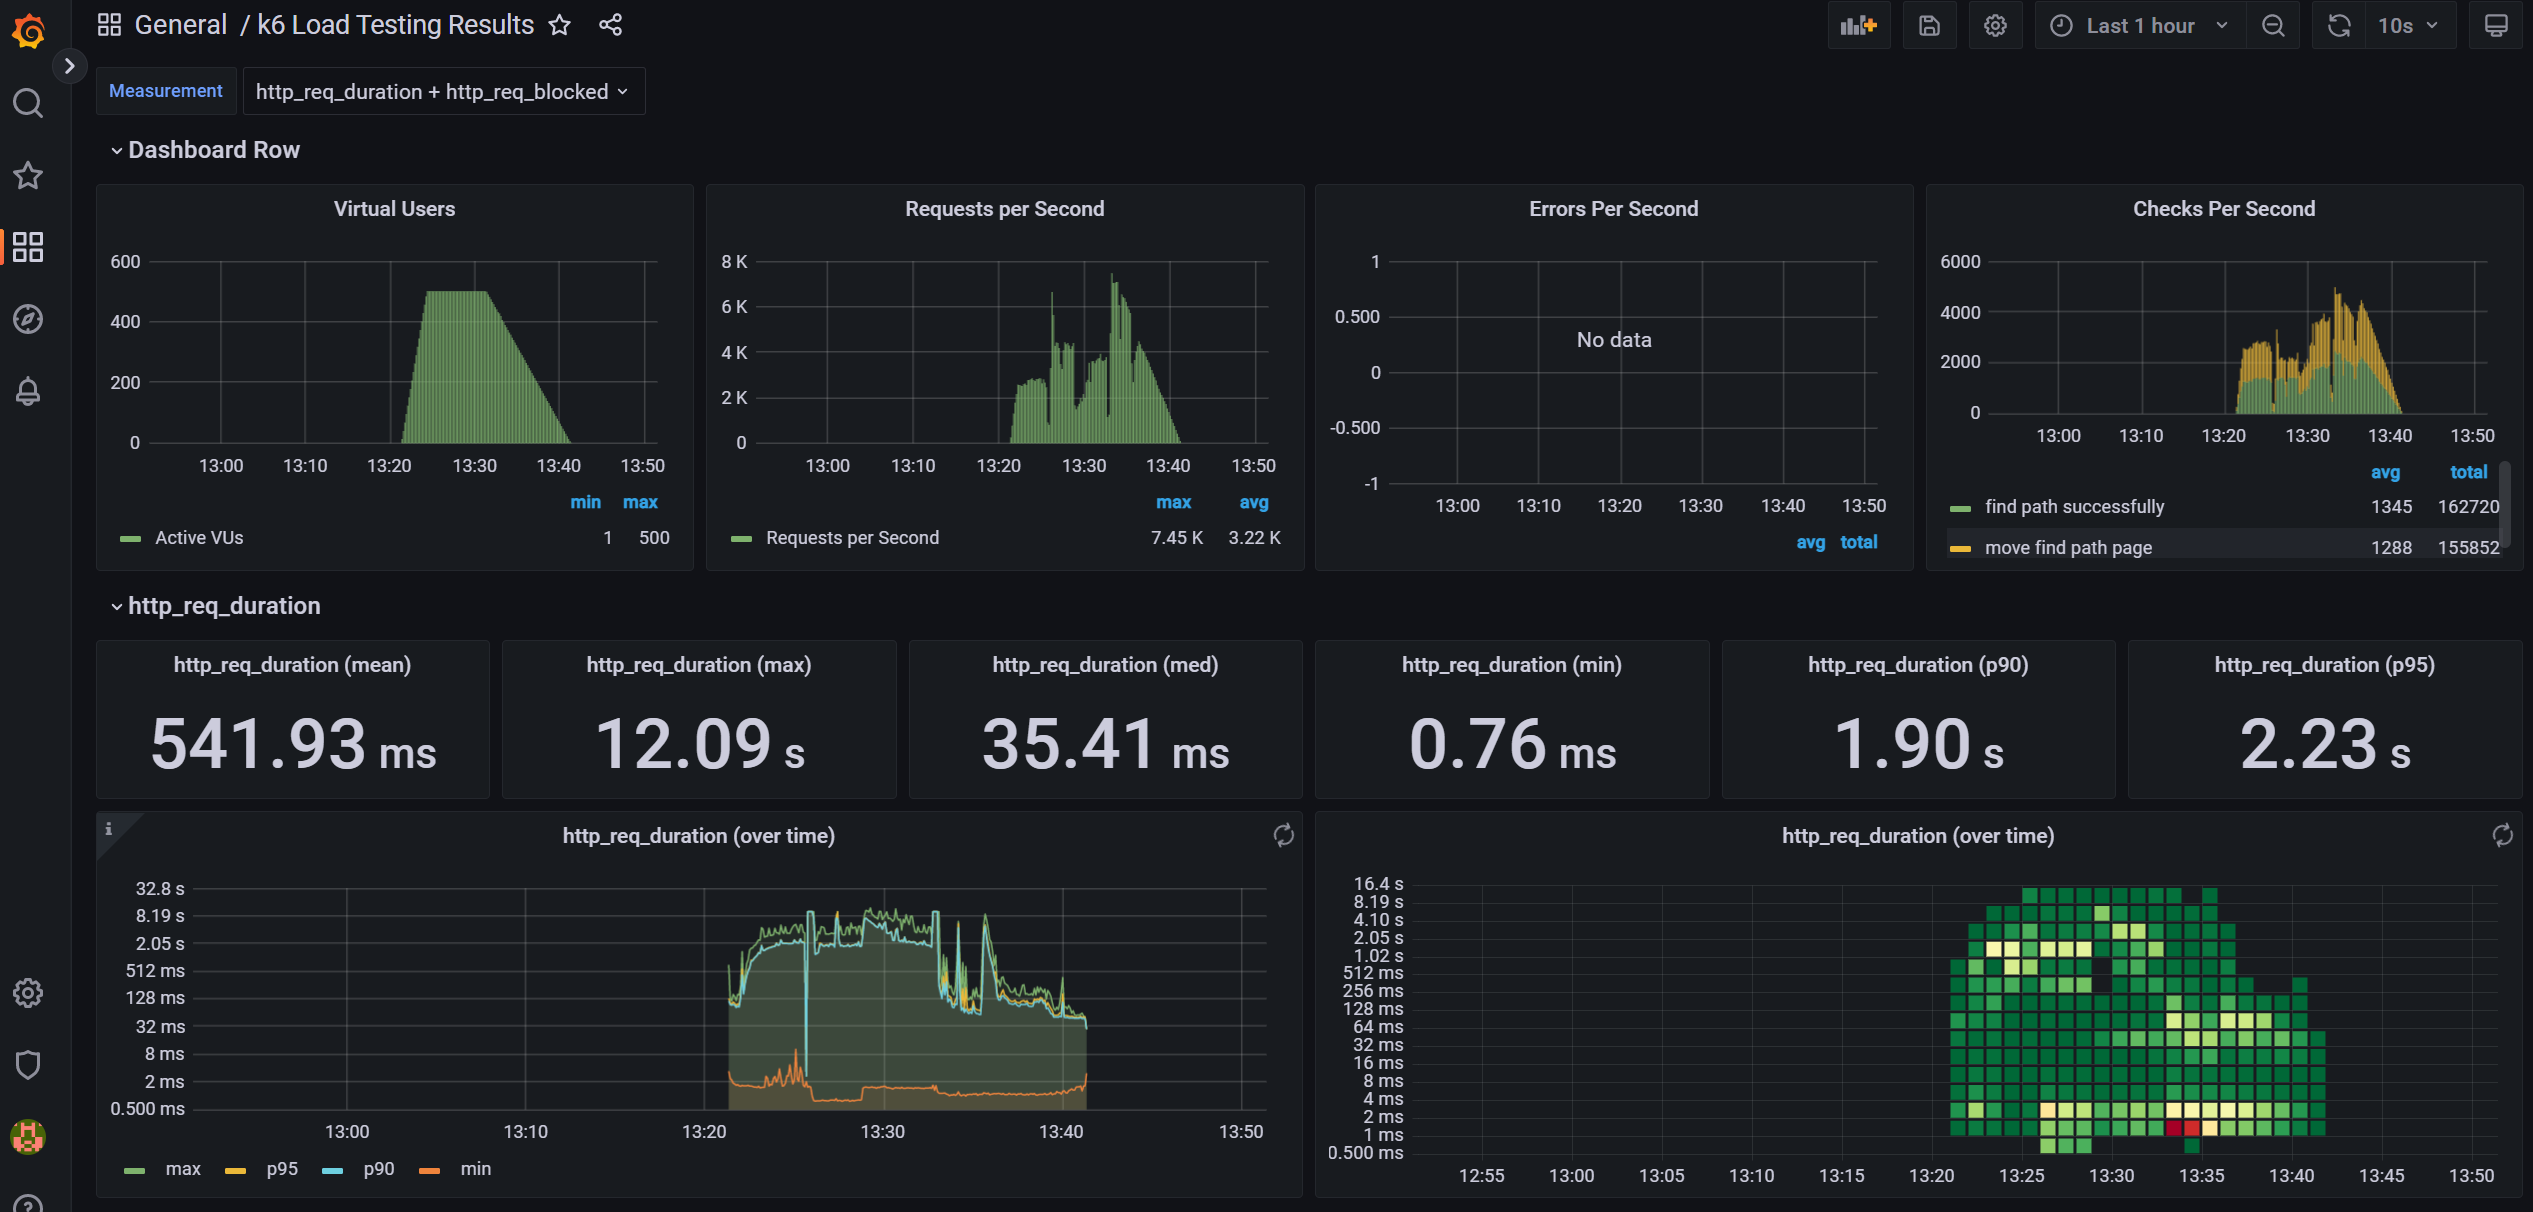 General / k6 Load Testing Results
Last 1 hour
10s
Measurement
http_req_duration + http_req_blocked
Dashboard Row
Virtual Users
600
400
200
0
13:00 13:10 13:20 13:30 13:40 13:50
min max
Active VUs 1 500
Requests per Second
8 K
6 K
4 K
2 K
0
13:00 13:10 13:20 13:30 13:40 13:50
max avg
Requests per Second 7.45 K 3.22 K
Errors Per Second
1
0.500
0
-0.500
-1
No data
13:00 13:10 13:20 13:30 13:40 13:50
avg total
Checks Per Second
6000
4000
2000
0
13:00 13:10 13:20 13:30 13:40 13:50
avg total
find path successfully 1345 162720
move find path page 1288 155852
http_req_duration
http_req_duration (mean)
541.93 ms
http_req_duration (max)
12.09 s
http_req_duration (med)
35.41 ms
http_req_duration (min)
0.76 ms
http_req_duration (p90)
1.90 s
http_req_duration (p95)
2.23 s
http_req_duration (over time)
32.8 s
8.19 s
2.05 s
512 ms
128 ms
32 ms
8 ms
2 ms
0.500 ms
13:00 13:10 13:20 13:30 13:40 13:50
max p95 p90 min
http_req_duration (over time)
16.4 s
8.19 s
4.10 s
2.05 s
1.02 s
512 ms
256 ms
128 ms
64 ms
32 ms
16 ms
8 ms
4 ms
2 ms
1 ms
0.500 ms
12:55 13:00 13:05 13:10 13:15 13:20 13:25 13:30 13:35 13:40 13:45 13:50